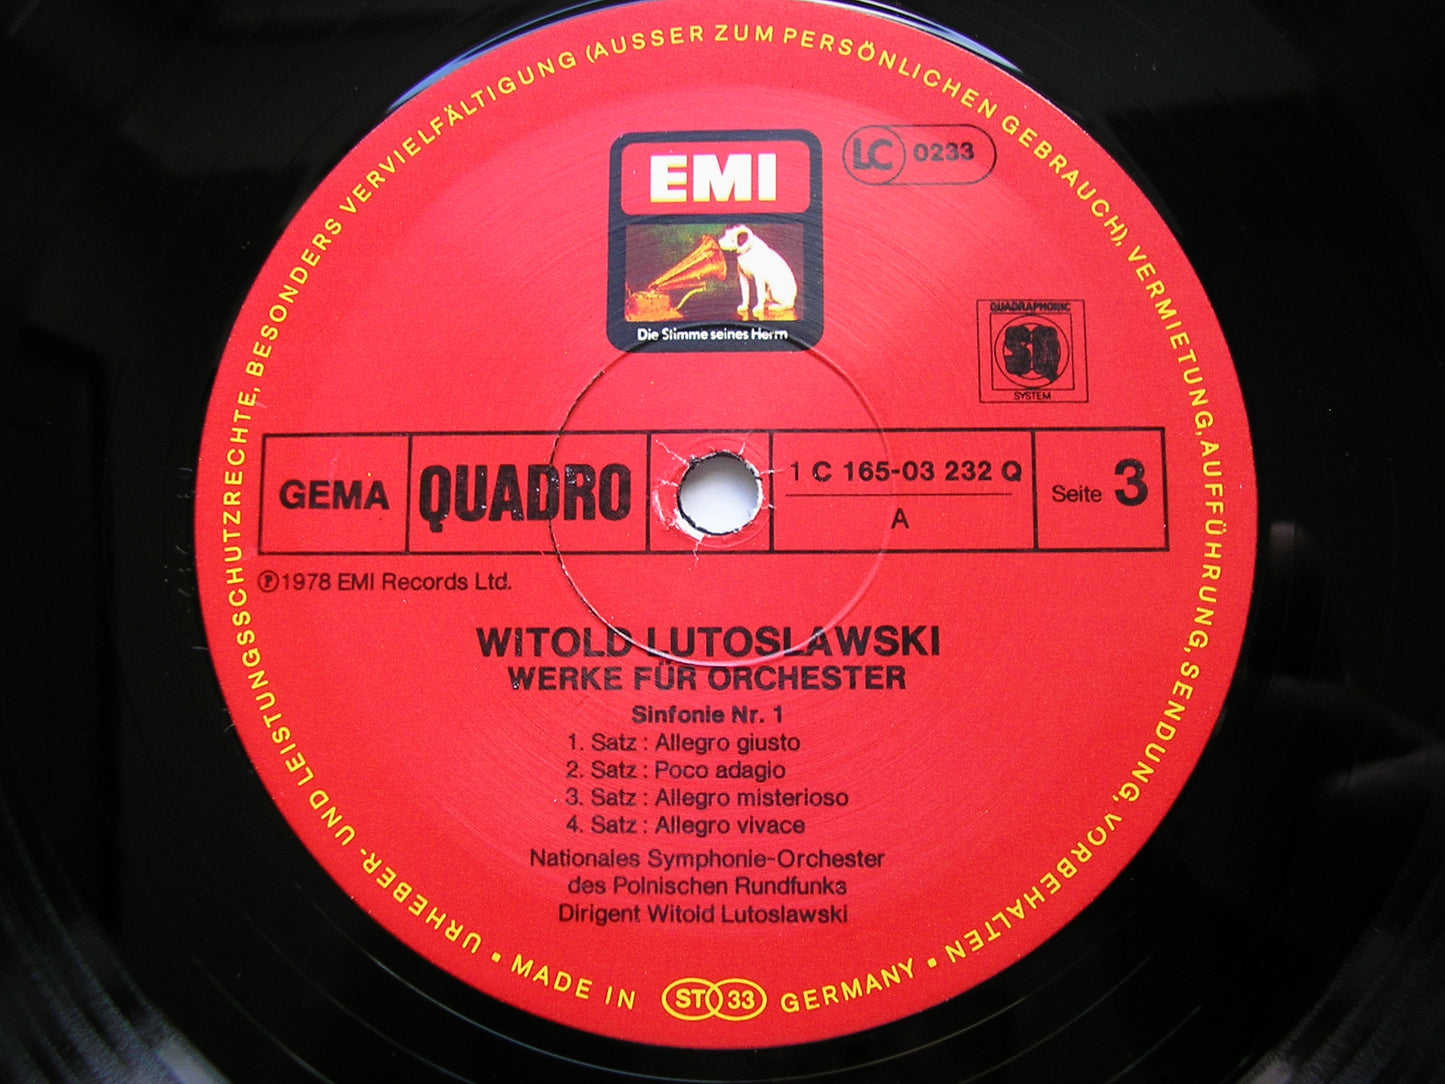 URHEBER- UND LEISTUNGSSCHUTZRECHTE, BESONDERS VERVIELFÄLTIGUNG (AUSSER ZUM PERSÖNLICHEN GEBRAUCH), VERMIETUNG, AUFFÜHRUNG, SENDUNG, VORBEHALTEN
EMI
LC 0233
Die Stimme seines Herrn
QUADRAPHONIC
SQ
SYSTEM
GEMA QUADRO 1 C 165-03 232 Q Seite 3
A
℗1978 EMI Records Ltd.
WITOLD LUTOSLAWSKI
WERKE FÜR ORCHESTER
Sinfonie Nr. 1
1. Satz : Allegro giusto
2. Satz : Poco adagio
3. Satz : Allegro misterioso
4. Satz : Allegro vivace
Nationales Symphonie-Orchester
des Polnischen Rundfunks
Dirigent Witold Lutoslawski
• MADE IN ST 33 GERMANY •